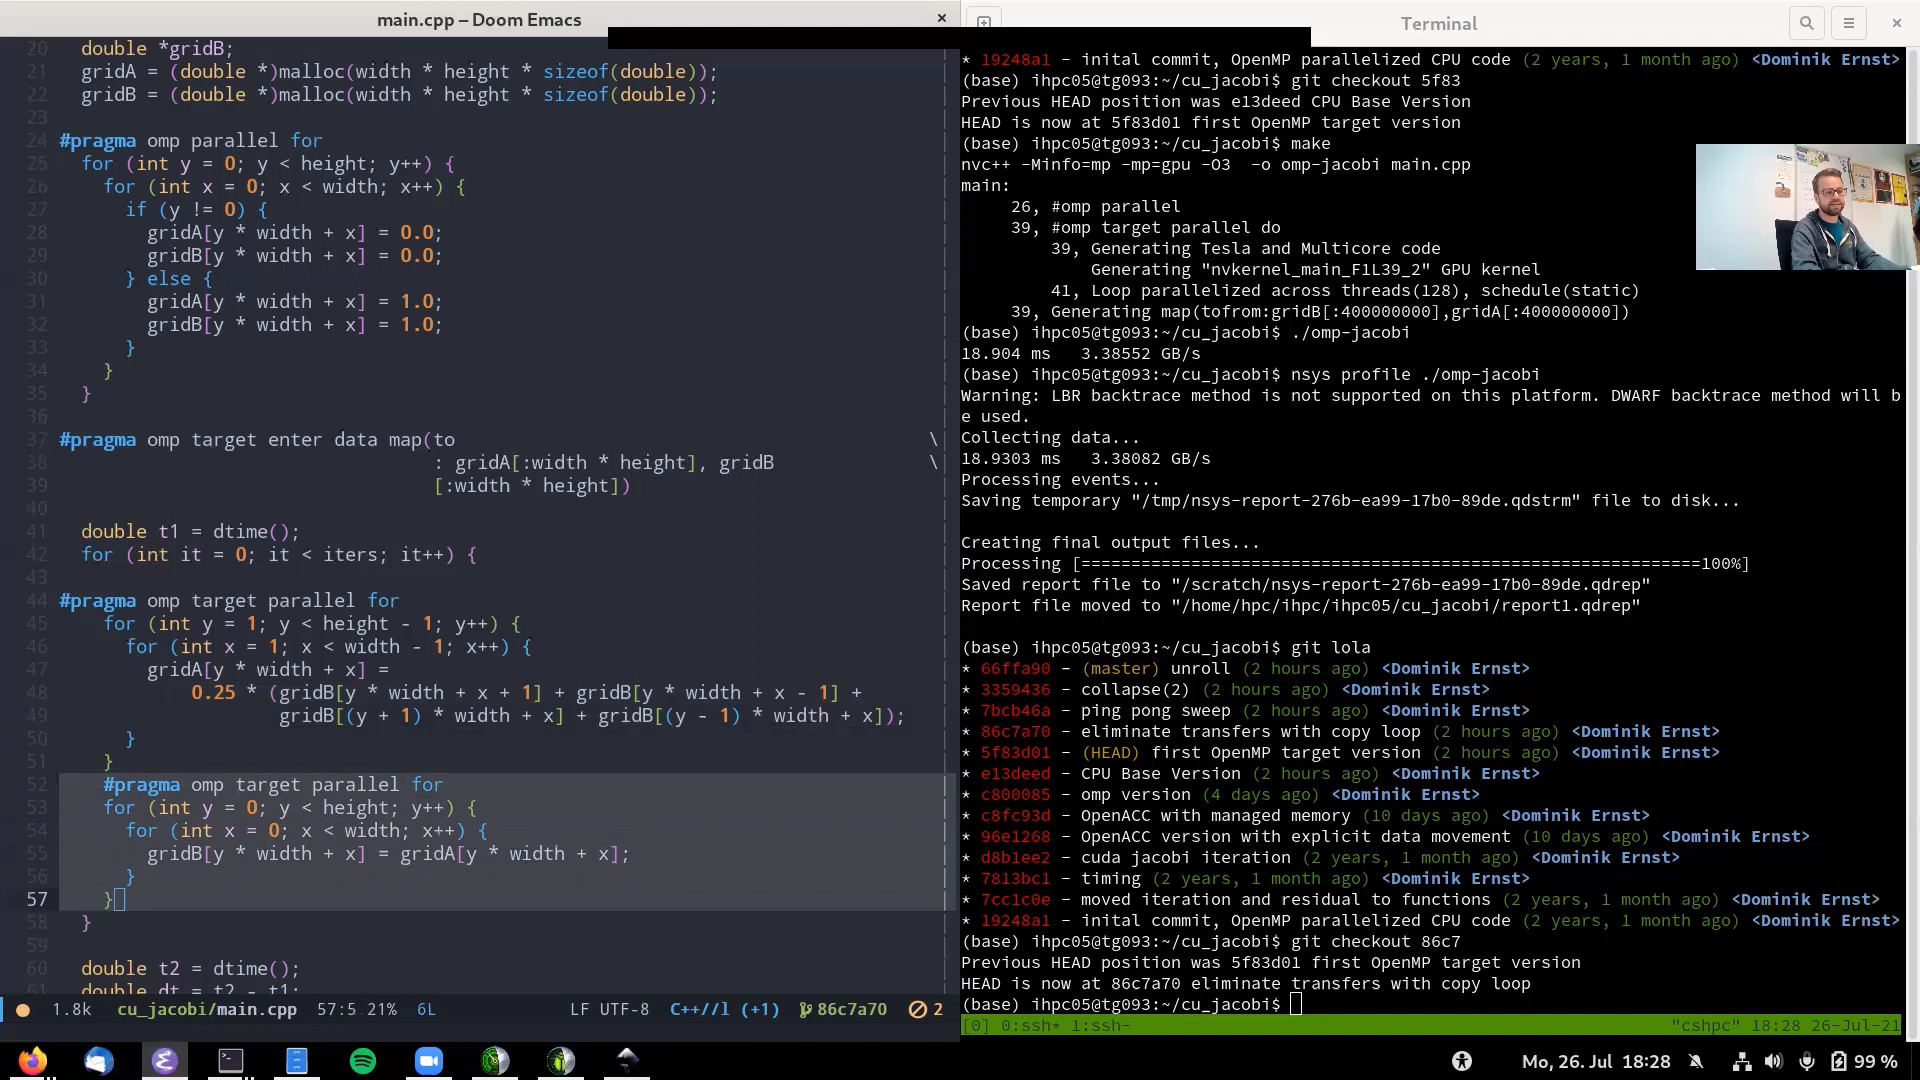 main.cpp – Doom Emacs
×
20 double *gridB;
21 gridA = (double *)malloc(width * height * sizeof(double));
22 gridB = (double *)malloc(width * height * sizeof(double));
23
24 #pragma omp parallel for
25 for (int y = 0; y < height; y++) {
26 for (int x = 0; x < width; x++) {
27 if (y != 0) {
28 gridA[y * width + x] = 0.0;
29 gridB[y * width + x] = 0.0;
30 } else {
31 gridA[y * width + x] = 1.0;
32 gridB[y * width + x] = 1.0;
33 }
34 }
35 }
36
37 #pragma omp target enter data map(to \
38 : gridA[:width * height], gridB \
39 [:width * height])
40
41 double t1 = dtime();
42 for (int it = 0; it < iters; it++) {
43
44 #pragma omp target parallel for
45 for (int y = 1; y < height - 1; y++) {
46 for (int x = 1; x < width - 1; x++) {
47 gridA[y * width + x] =
48 0.25 * (gridB[y * width + x + 1] + gridB[y * width + x - 1] +
49 gridB[(y + 1) * width + x] + gridB[(y - 1) * width + x]);
50 }
51 }
52 #pragma omp target parallel for
53 for (int y = 0; y < height; y++) {
54 for (int x = 0; x < width; x++) {
55 gridB[y * width + x] = gridA[y * width + x];
56 }
57 }
58 }
59
60 double t2 = dtime();
61 double dt = t2 - t1;
1.8k cu_jacobi/main.cpp 57:5 21% 6L LF UTF-8 C++//l (+1) 86c7a70 2
Terminal
×
* 19248a1 - inital commit, OpenMP parallelized CPU code (2 years, 1 month ago) <Dominik Ernst>
(base) ihpc05@tg093:~/cu_jacobi$ git checkout 5f83
Previous HEAD position was e13deed CPU Base Version
HEAD is now at 5f83d01 first OpenMP target version
(base) ihpc05@tg093:~/cu_jacobi$ make
nvc++ -Minfo=mp -mp=gpu -O3 -o omp-jacobi main.cpp
main:
26, #omp parallel
39, #omp target parallel do
39, Generating Tesla and Multicore code
Generating "nvkernel_main_F1L39_2" GPU kernel
41, Loop parallelized across threads(128), schedule(static)
39, Generating map(tofrom:gridB[:400000000],gridA[:400000000])
(base) ihpc05@tg093:~/cu_jacobi$ ./omp-jacobi
18.904 ms 3.38552 GB/s
(base) ihpc05@tg093:~/cu_jacobi$ nsys profile ./omp-jacobi
Warning: LBR backtrace method is not supported on this platform. DWARF backtrace method will b
e used.
Collecting data...
18.9303 ms 3.38082 GB/s
Processing events...
Saving temporary "/tmp/nsys-report-276b-ea99-17b0-89de.qdstrm" file to disk...
Creating final output files...
Processing [==============================================================100%]
Saved report file to "/scratch/nsys-report-276b-ea99-17b0-89de.qdrep"
Report file moved to "/home/hpc/ihpc/ihpc05/cu_jacobi/report1.qdrep"
(base) ihpc05@tg093:~/cu_jacobi$ git lola
* 66ffa90 - (master) unroll (2 hours ago) <Dominik Ernst>
* 3359436 - collapse(2) (2 hours ago) <Dominik Ernst>
* 7bcb46a - ping pong sweep (2 hours ago) <Dominik Ernst>
* 86c7a70 - eliminate transfers with copy loop (2 hours ago) <Dominik Ernst>
* 5f83d01 - (HEAD) first OpenMP target version (2 hours ago) <Dominik Ernst>
* e13deed - CPU Base Version (2 hours ago) <Dominik Ernst>
* c800085 - omp version (4 days ago) <Dominik Ernst>
* c8fc93d - OpenACC with managed memory (10 days ago) <Dominik Ernst>
* 96e1268 - OpenACC version with explicit data movement (10 days ago) <Dominik Ernst>
* d8b1ee2 - cuda jacobi iteration (2 years, 1 month ago) <Dominik Ernst>
* 7813bc1 - timing (2 years, 1 month ago) <Dominik Ernst>
* 7cc1c0e - moved iteration and residual to functions (2 years, 1 month ago) <Dominik Ernst>
* 19248a1 - inital commit, OpenMP parallelized CPU code (2 years, 1 month ago) <Dominik Ernst>
(base) ihpc05@tg093:~/cu_jacobi$ git checkout 86c7
Previous HEAD position was 5f83d01 first OpenMP target version
HEAD is now at 86c7a70 eliminate transfers with copy loop
(base) ihpc05@tg093:~/cu_jacobi$
[0] 0:ssh* 1:ssh- "cshpc" 18:28 26-Jul-21
Mo, 26. Jul 18:28 99 %